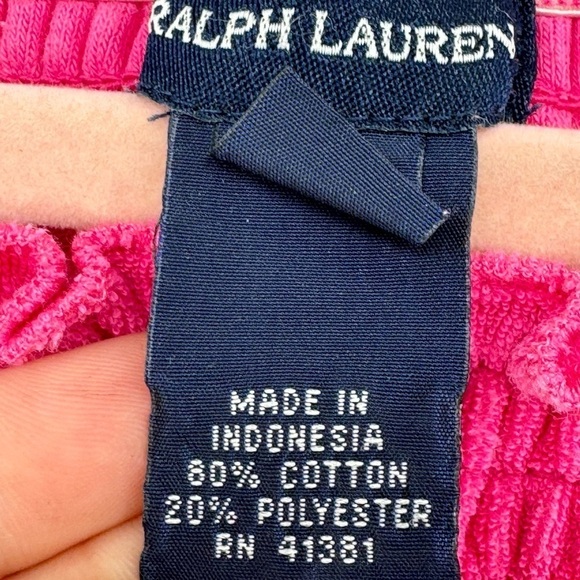 RALPH LAUREN
MADE IN
INDONESIA
80% COTTON
20% POLYESTER
RN 41381